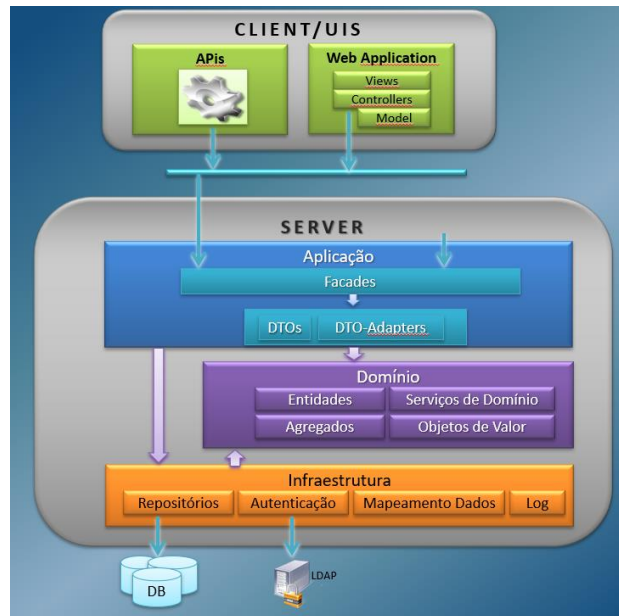 CLIENT/UIS
APis
Web Application
Views
Controllers
Model
SERVER
Aplicação
Facades
DTOs
DTO-Adapters
Domínio
Entidades
Serviços de Domínio
Agregados
Objetos de Valor
Infraestrutura
Repositórios
Autenticação
Mapeamento Dados
Log
DB
LDAP